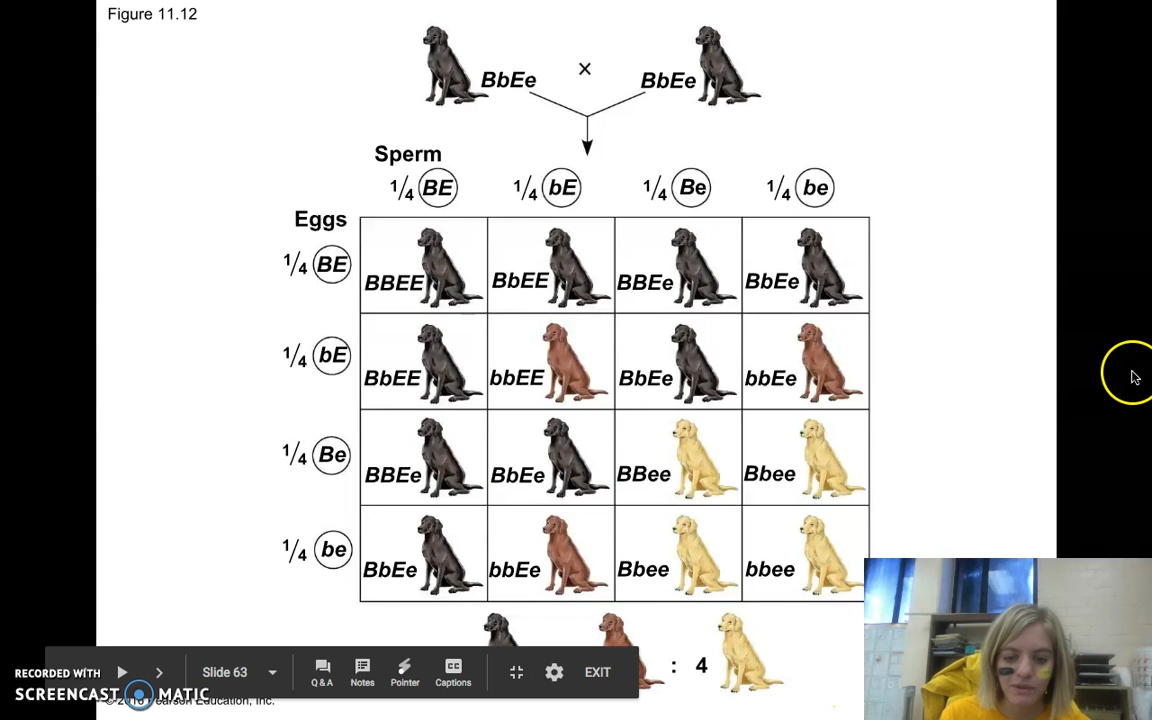 Figure 11.12
BbEe × BbEe
Sperm
1/4 BE 1/4 bE 1/4 Be 1/4 be
Eggs
1/4 BE BBEE BbEE BBEe BbEe
1/4 bE BbEE bbEE BbEe bbEe
1/4 Be BBEe BbEe BBee Bbee
1/4 be BbEe bbEe Bbee bbee
: 4
RECORDED WITH
SCREENCAST MATIC
Slide 63
Q & A
Notes
Pointer
Captions
EXIT
Pearson Education, Inc.